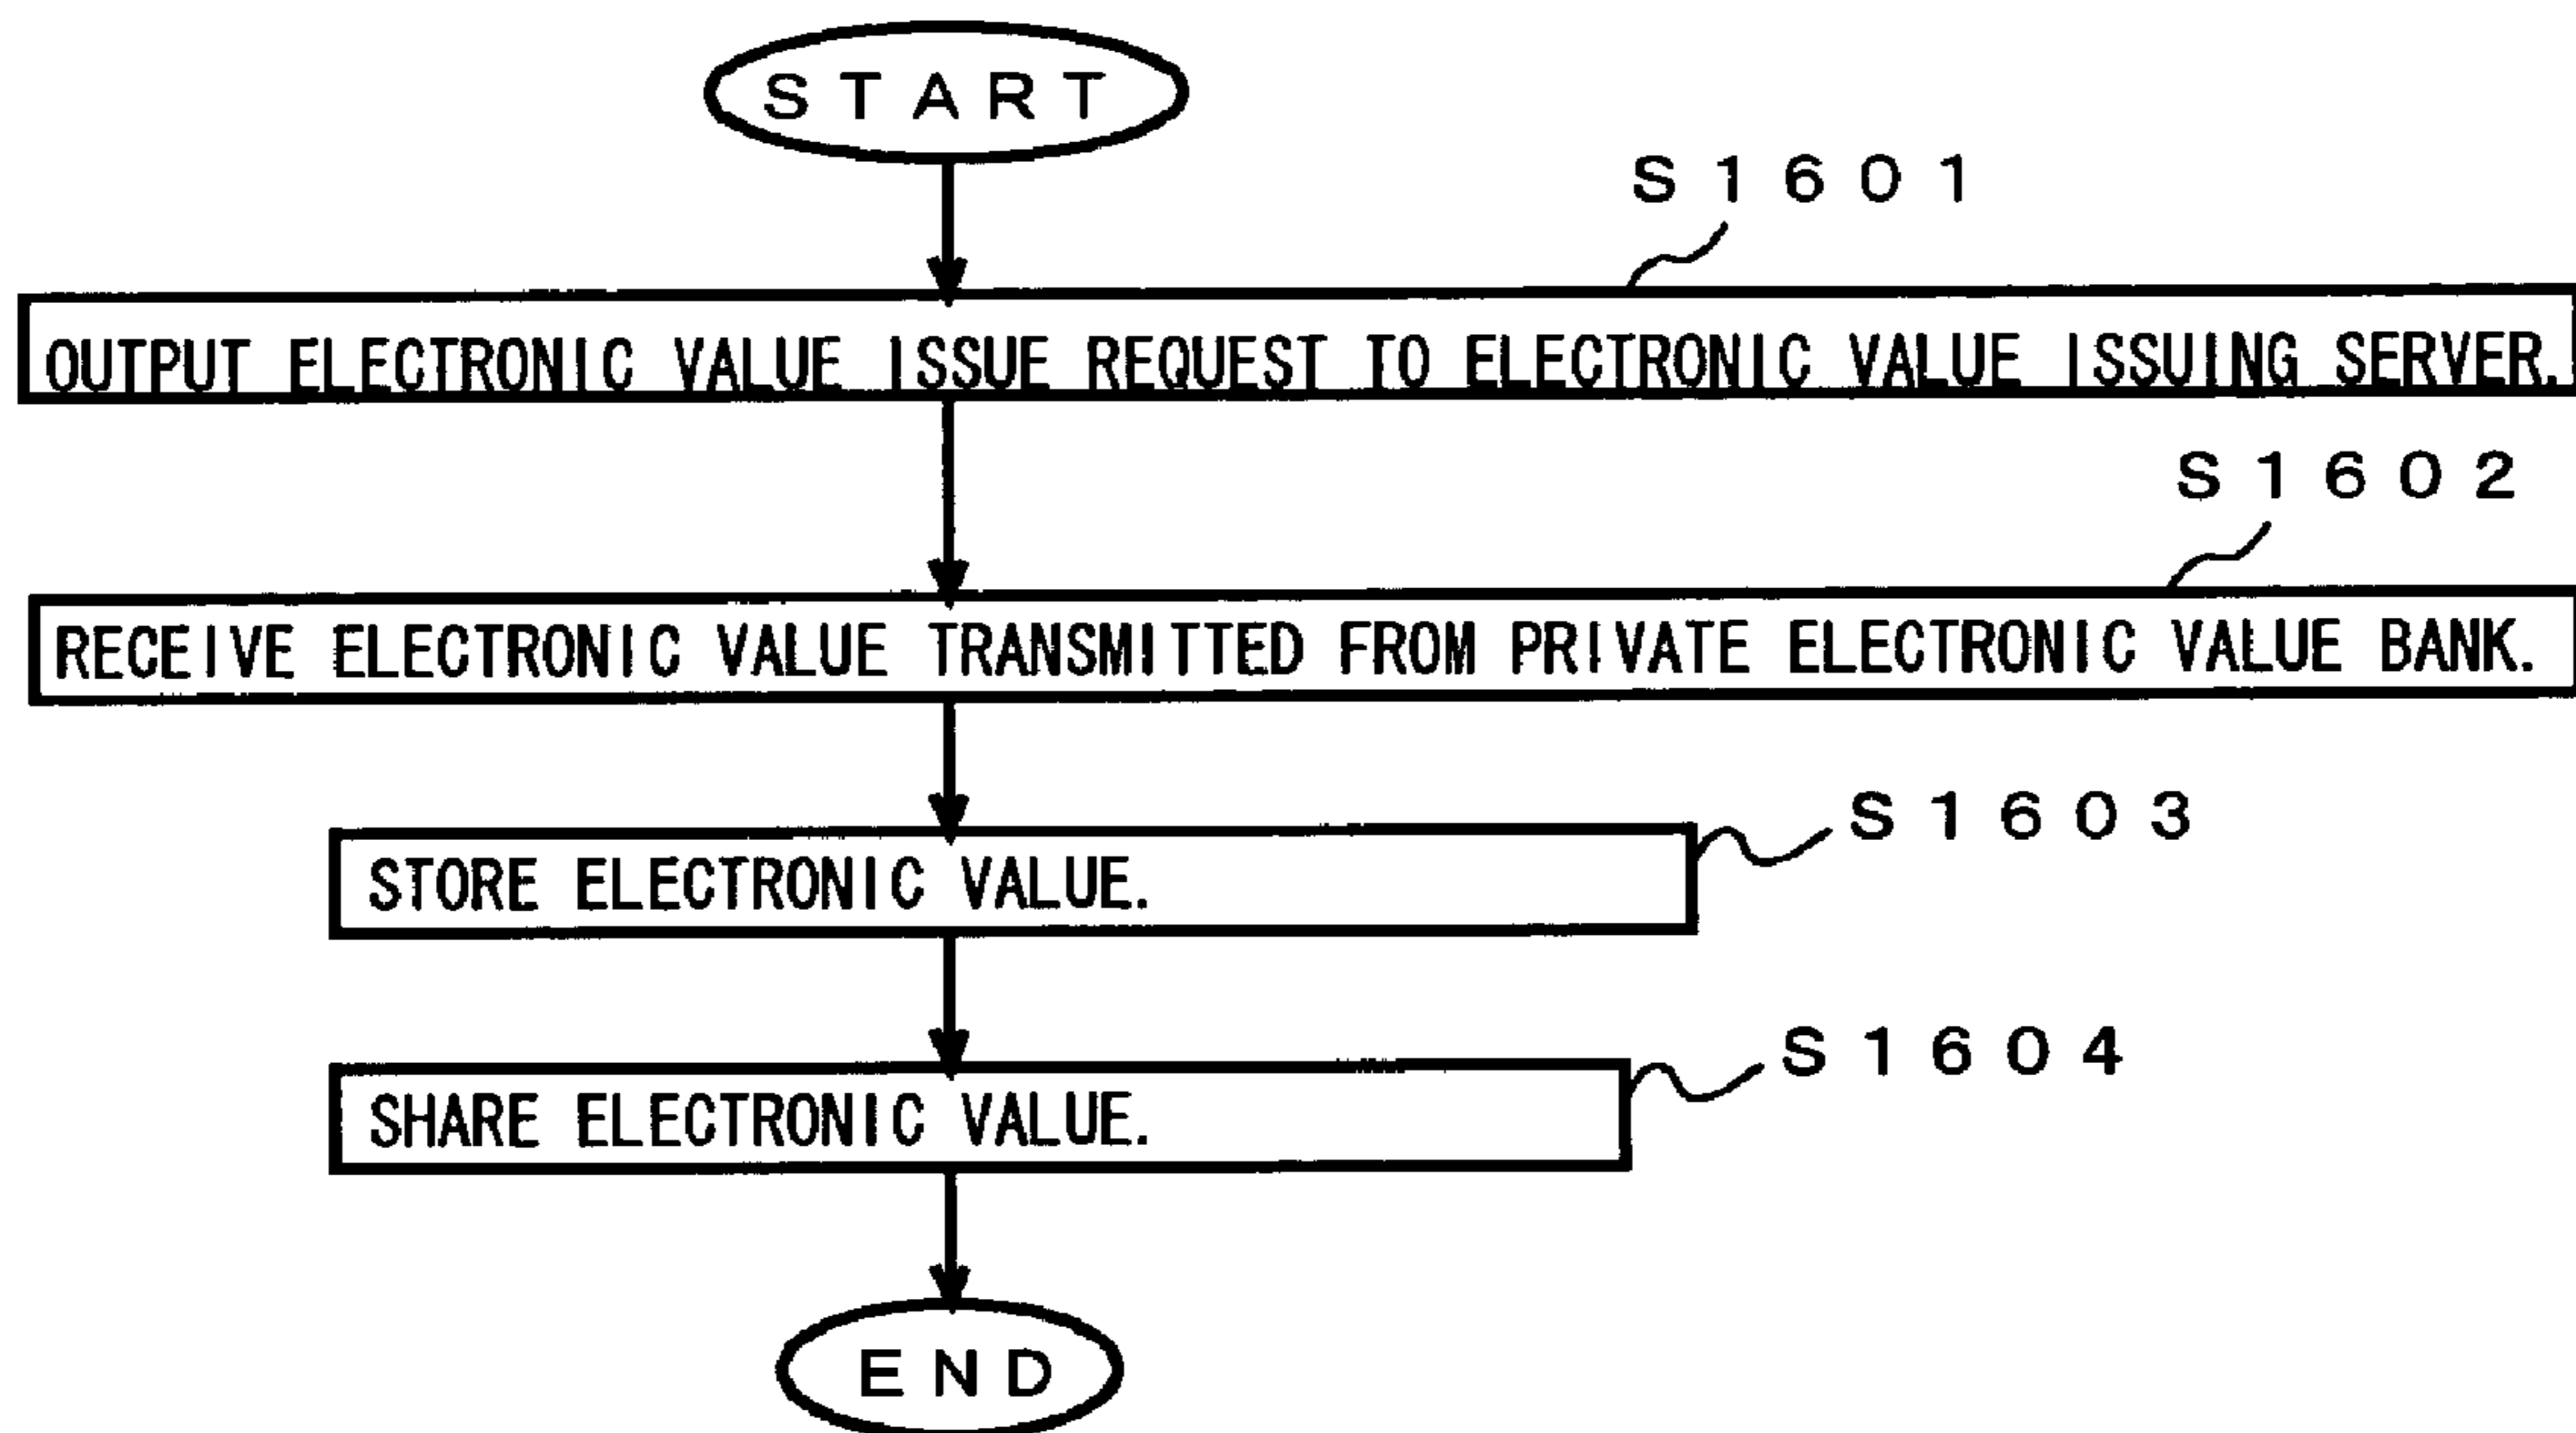 START
S1601
OUTPUT ELECTRONIC VALUE ISSUE REQUEST TO ELECTRONIC VALUE ISSUING SERVER.
S1602
RECEIVE ELECTRONIC VALUE TRANSMITTED FROM PRIVATE ELECTRONIC VALUE BANK.
S1603
STORE ELECTRONIC VALUE.
S1604
SHARE ELECTRONIC VALUE.
END